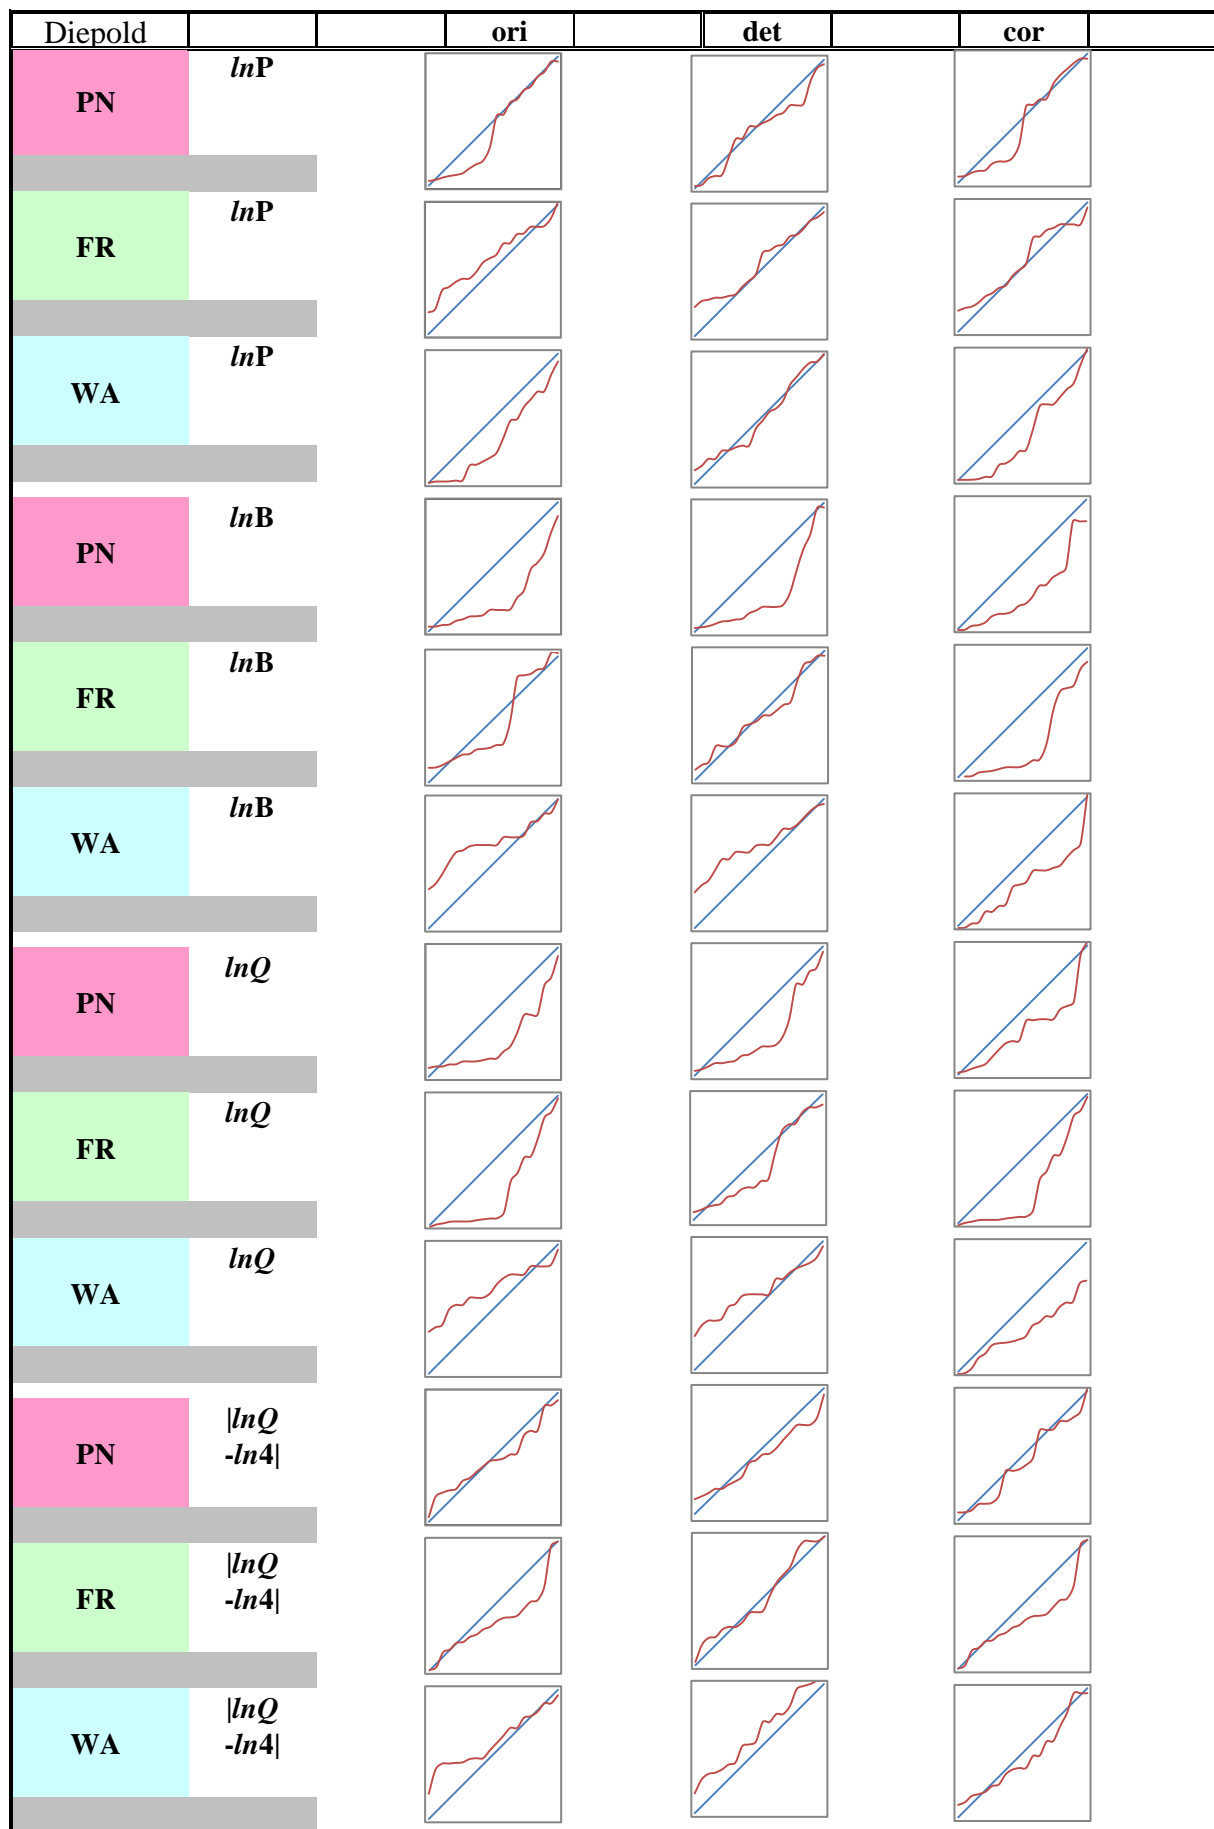 Diepold ori det cor
PN lnP
FR lnP
WA lnP
PN lnB
FR lnB
WA lnB
PN lnQ
FR lnQ
WA lnQ
PN |lnQ
-ln4|
FR |lnQ
-ln4|
WA |lnQ
-ln4|